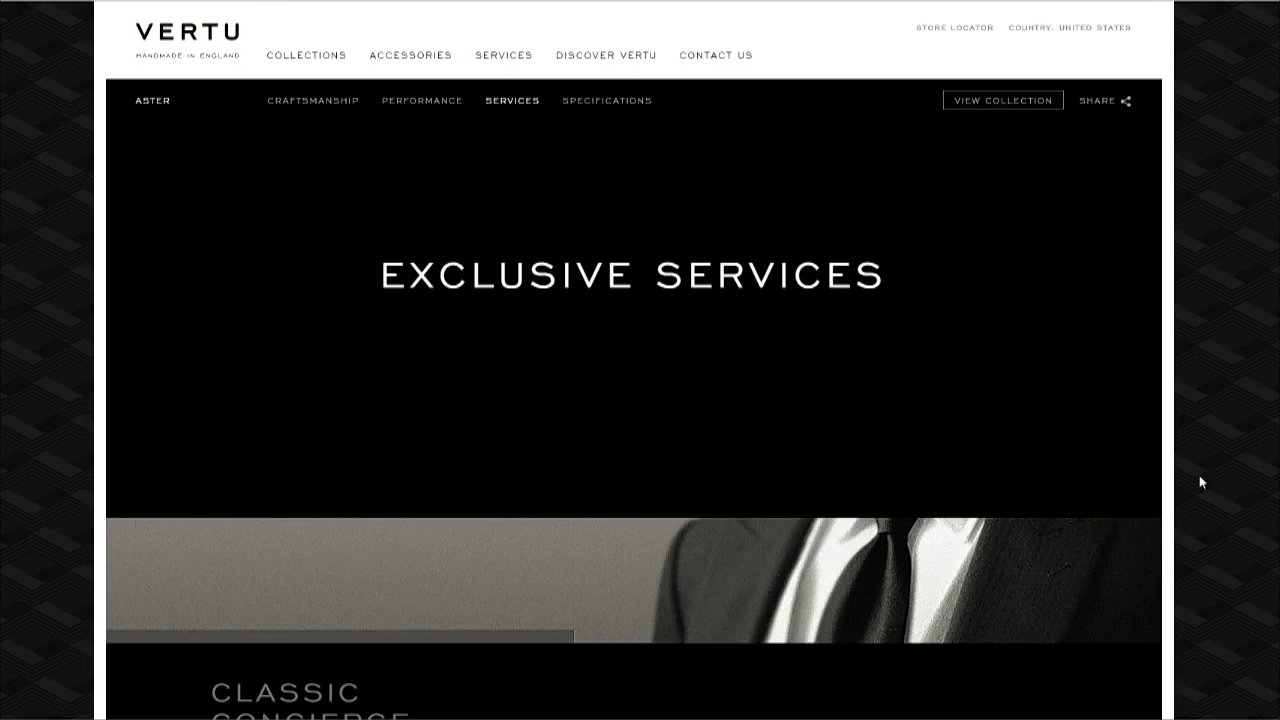 VERTU
HANDMADE IN ENGLAND
STORE LOCATOR COUNTRY: UNITED STATES
COLLECTIONS ACCESSORIES SERVICES DISCOVER VERTU CONTACT US
ASTER CRAFTSMANSHIP PERFORMANCE SERVICES SPECIFICATIONS VIEW COLLECTION SHARE
EXCLUSIVE SERVICES
CLASSIC
CONCIERGE